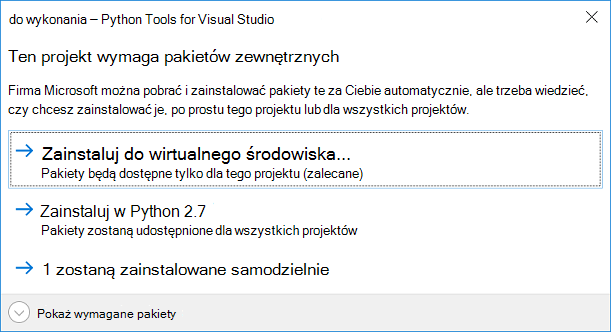 do wykonania – Python Tools for Visual Studio
Ten projekt wymaga pakietów zewnętrznych
Firma Microsoft można pobrać i zainstalować pakiety te za Ciebie automatycznie, ale trzeba wiedzieć,
czy chcesz zainstalować je, po prostu tego projektu lub dla wszystkich projektów.
Zainstaluj do wirtualnego środowiska...
Pakiety będą dostępne tylko dla tego projektu (zalecane)
Zainstaluj w Python 2.7
Pakiety zostaną udostępnione dla wszystkich projektów
1 zostaną zainstalowane samodzielnie
Pokaż wymagane pakiety